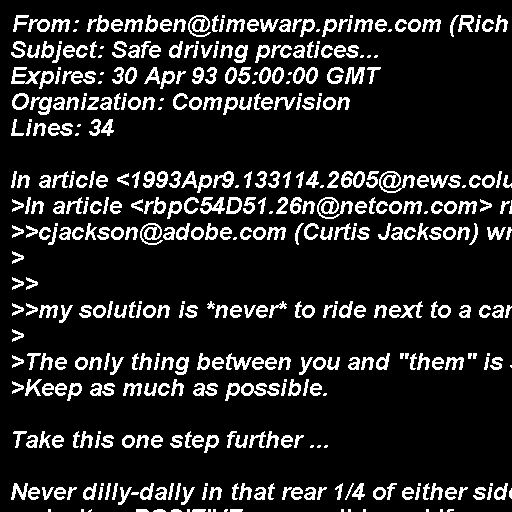 From: rbemben@timewarp.prime.com (Rich
Subject: Safe driving prcatices...
Expires: 30 Apr 93 05:00:00 GMT
Organization: Computervision
Lines: 34

In article <1993Apr9.133114.2605@news.colu
>In article <rbpC54D51.26n@netcom.com>
>>cjackson@adobe.com (Curtis Jackson) wr
>
>>
>>my solution is *never* to ride next to a car
>
>The only thing between you and "them" is
>Keep as much as possible.

Take this one step further ...

Never dilly-dally in that rear 1/4 of either side